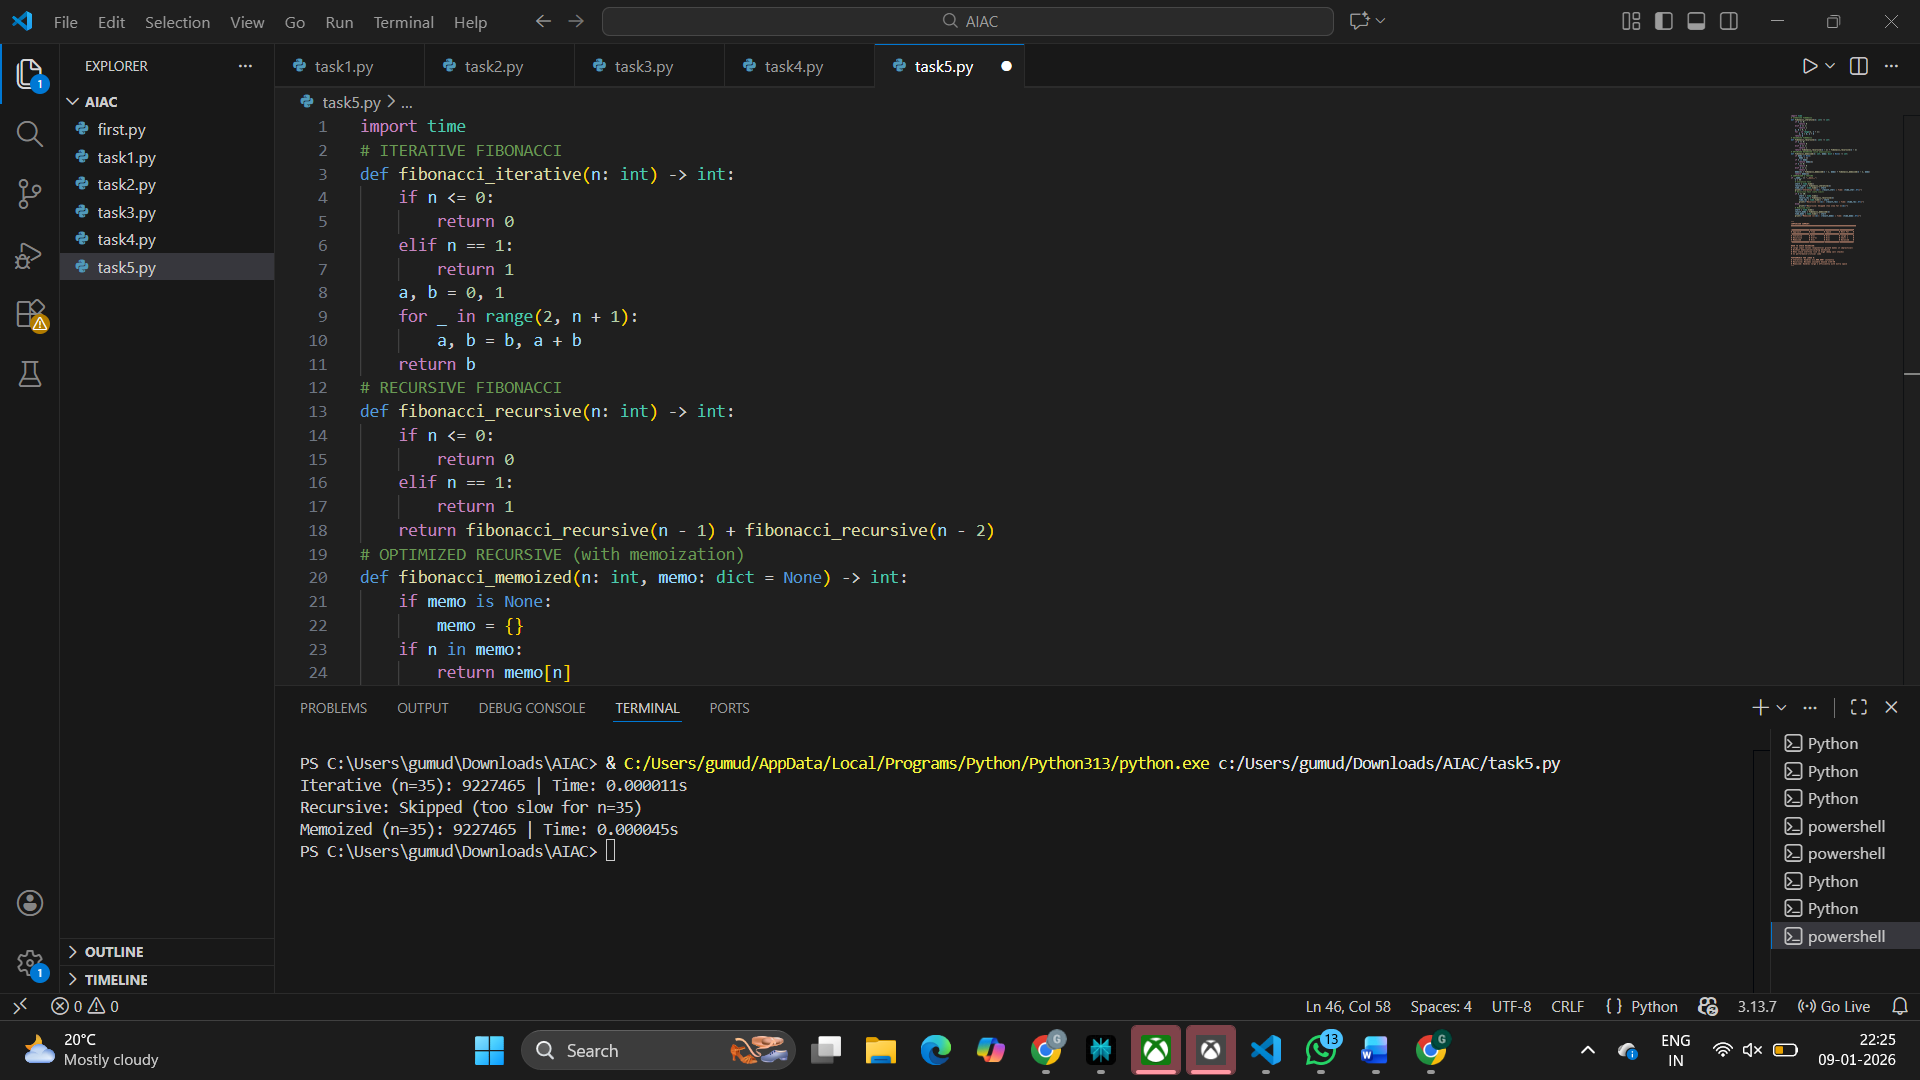 File Edit Selection View Go Run Terminal Help
AIAC
EXPLORER
AIAC
first.py
task1.py
task2.py
task3.py
task4.py
task5.py
OUTLINE
TIMELINE
task1.py task2.py task3.py task4.py task5.py
task5.py > ...
1 import time
2 # ITERATIVE FIBONACCI
3 def fibonacci_iterative(n: int) -> int:
4 if n <= 0:
5 return 0
6 elif n == 1:
7 return 1
8 a, b = 0, 1
9 for _ in range(2, n + 1):
10 a, b = b, a + b
11 return b
12 # RECURSIVE FIBONACCI
13 def fibonacci_recursive(n: int) -> int:
14 if n <= 0:
15 return 0
16 elif n == 1:
17 return 1
18 return fibonacci_recursive(n - 1) + fibonacci_recursive(n - 2)
19 # OPTIMIZED RECURSIVE (with memoization)
20 def fibonacci_memoized(n: int, memo: dict = None) -> int:
21 if memo is None:
22 memo = {}
23 if n in memo:
24 return memo[n]
PROBLEMS OUTPUT DEBUG CONSOLE TERMINAL PORTS
PS C:\Users\gumud\Downloads\AIAC> & C:/Users/gumud/AppData/Local/Programs/Python/Python313/python.exe c:/Users/gumud/Downloads/AIAC/task5.py
Iterative (n=35): 9227465 | Time: 0.000011s
Recursive: Skipped (too slow for n=35)
Memoized (n=35): 9227465 | Time: 0.000045s
PS C:\Users\gumud\Downloads\AIAC>
Python
Python
Python
powershell
powershell
Python
Python
powershell
1
1
0 0
Ln 46, Col 58 Spaces: 4 UTF-8 CRLF { } Python 3.13.7 Go Live
20°C
Mostly cloudy
Search
13
ENG
IN
22:25
09-01-2026